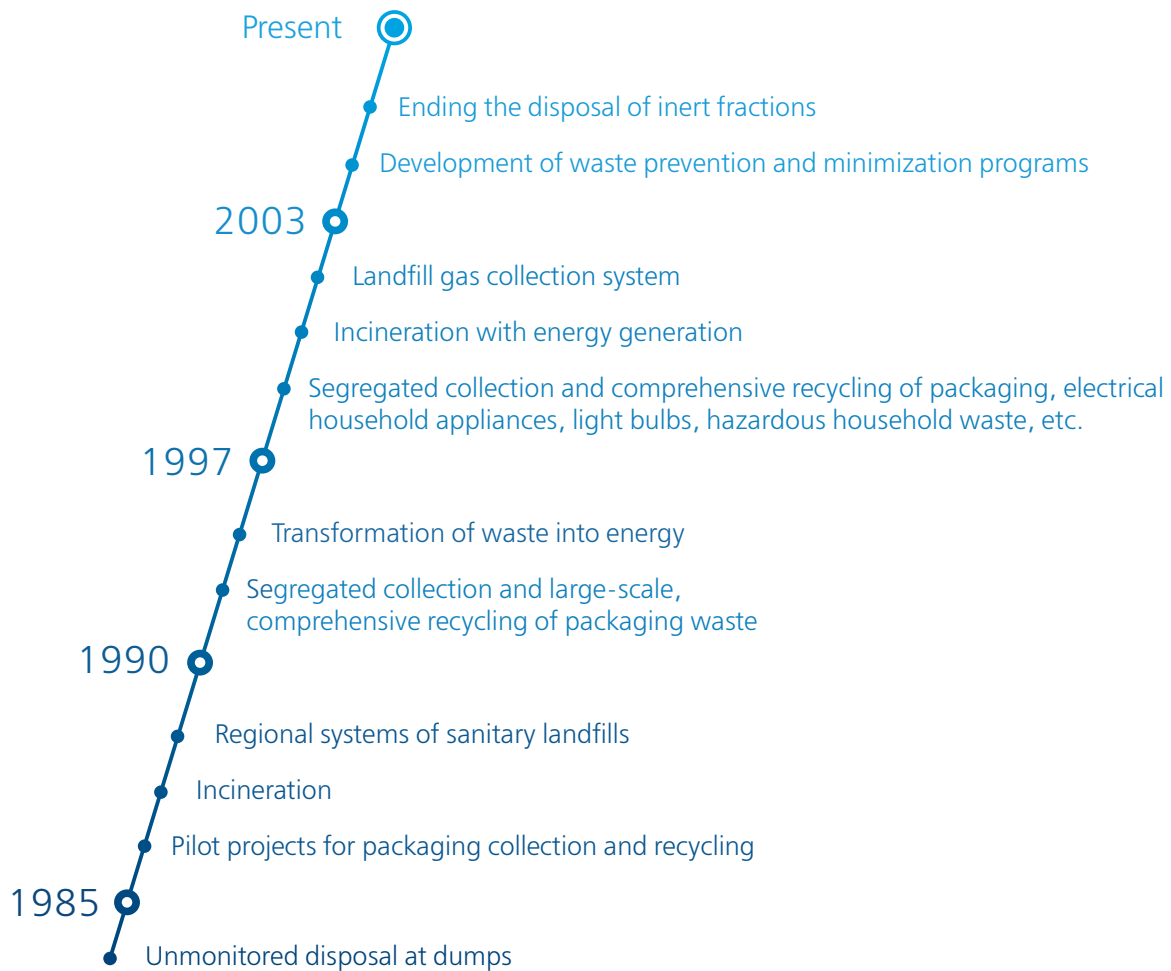 Present
Ending the disposal of inert fractions
Development of waste prevention and minimization programs
2003
Landfill gas collection system
Incineration with energy generation
Segregated collection and comprehensive recycling of packaging, electrical
household appliances, light bulbs, hazardous household waste, etc.
1997
Transformation of waste into energy
Segregated collection and large-scale,
comprehensive recycling of packaging waste
1990
Regional systems of sanitary landfills
Incineration
Pilot projects for packaging collection and recycling
1985
Unmonitored disposal at dumps